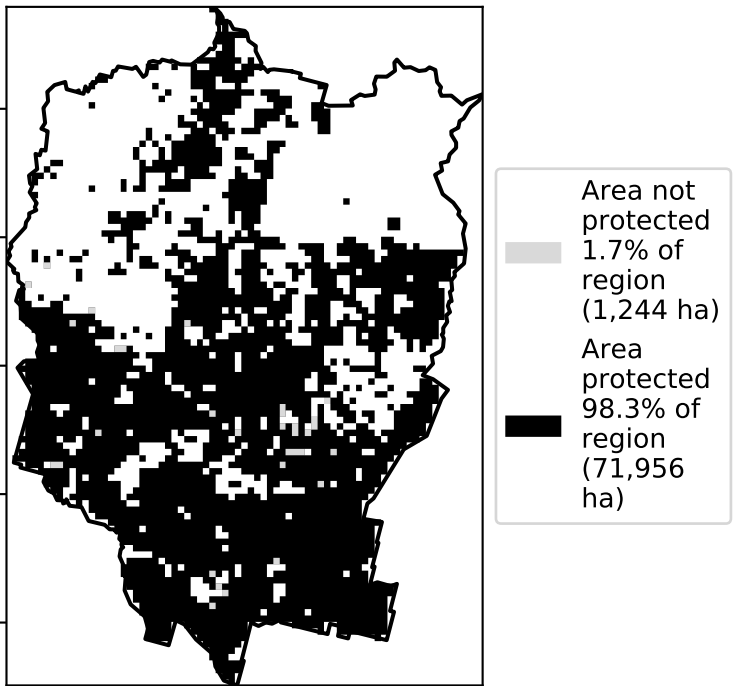 Area not
protected
1.7% of
region
(1,244 ha)
Area
protected
98.3% of
region
(71,956
ha)